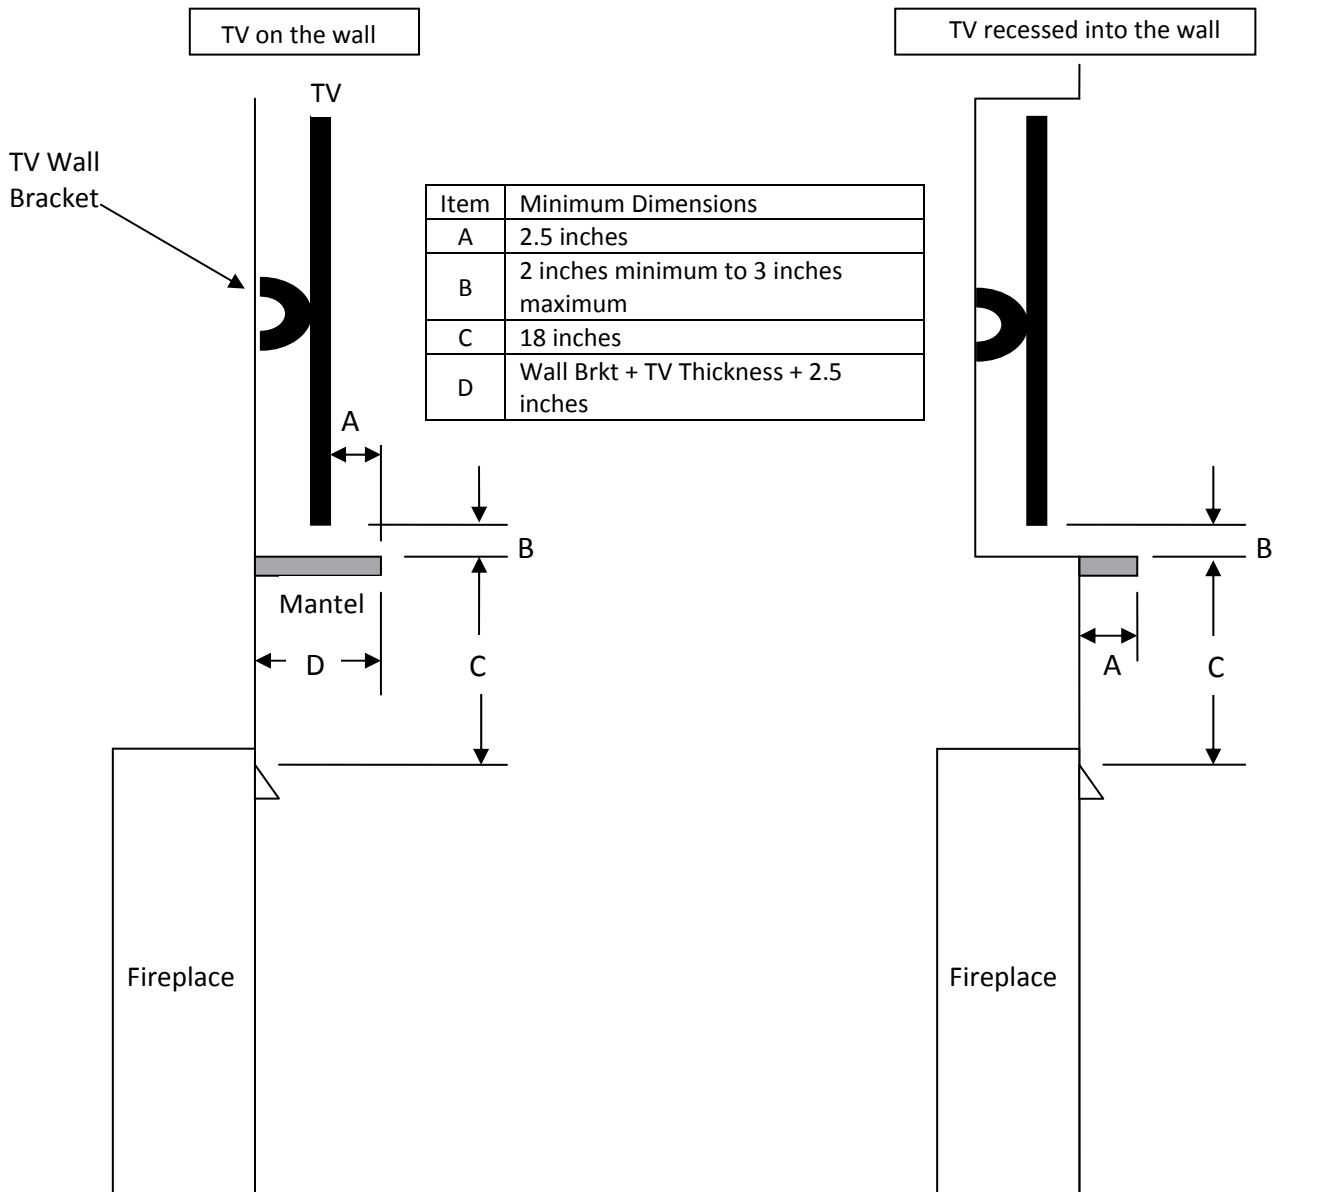 TV on the wall
TV recessed into the wall
TV
TV Wall
Bracket
Item Minimum Dimensions
A 2.5 inches
B 2 inches minimum to 3 inches
maximum
C 18 inches
D Wall Brkt + TV Thickness + 2.5
inches
A
B
Mantel
D
C
Fireplace
B
A
C
Fireplace